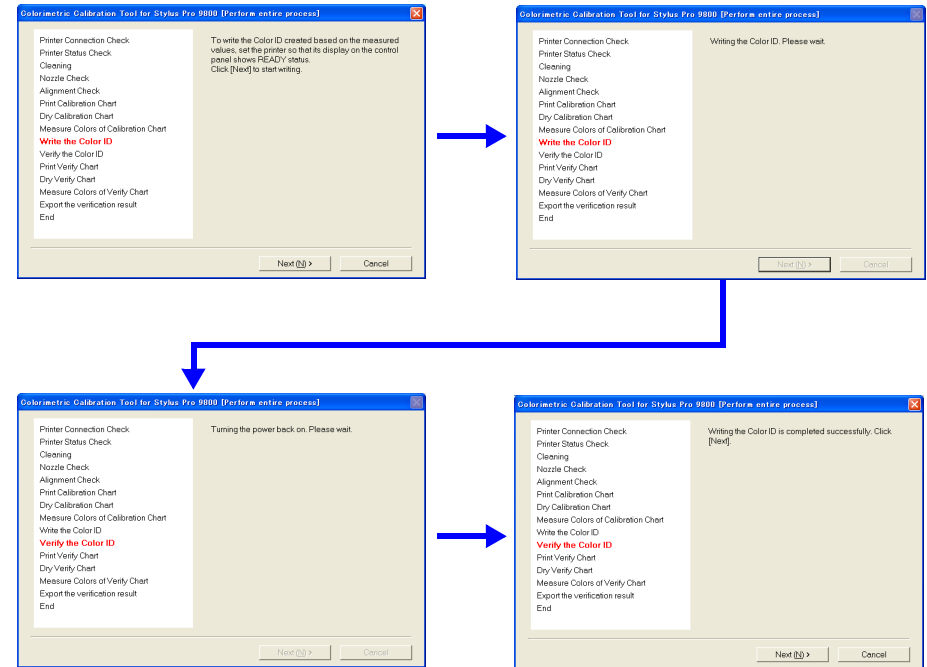 Colorimetric Calibration Tool for Stylus Pro 9800 [Perform entire process]
Printer Connection Check
Printer Status Check
Cleaning
Nozzle Check
Alignment Check
Print Calibration Chart
Dry Calibration Chart
Measure Colors of Calibration Chart
Write the Color ID
Verify the Color ID
Print Verify Chart
Dry Verify Chart
Measure Colors of Verify Chart
Export the verification result
End
To write the Color ID created based on the measured
values, set the printer so that its display on the control
panel shows READY status.
Click [Next] to start writing.
Next (N) >
Cancel
Colorimetric Calibration Tool for Stylus Pro 9800 [Perform entire process]
Printer Connection Check
Printer Status Check
Cleaning
Nozzle Check
Alignment Check
Print Calibration Chart
Dry Calibration Chart
Measure Colors of Calibration Chart
Write the Color ID
Verify the Color ID
Print Verify Chart
Dry Verify Chart
Measure Colors of Verify Chart
Export the verification result
End
Writing the Color ID. Please wait.
Next (N) >
Cancel
Colorimetric Calibration Tool for Stylus Pro 9800 [Perform entire process]
Printer Connection Check
Printer Status Check
Cleaning
Nozzle Check
Alignment Check
Print Calibration Chart
Dry Calibration Chart
Measure Colors of Calibration Chart
Write the Color ID
Verify the Color ID
Print Verify Chart
Dry Verify Chart
Measure Colors of Verify Chart
Export the verification result
End
Turning the power back on. Please wait.
Next (N) >
Cancel
Colorimetric Calibration Tool for Stylus Pro 9800 [Perform entire process]
Printer Connection Check
Printer Status Check
Cleaning
Nozzle Check
Alignment Check
Print Calibration Chart
Dry Calibration Chart
Measure Colors of Calibration Chart
Write the Color ID
Verify the Color ID
Print Verify Chart
Dry Verify Chart
Measure Colors of Verify Chart
Export the verification result
End
Writing the Color ID is completed successfully. Click
[Next].
Next (N) >
Cancel